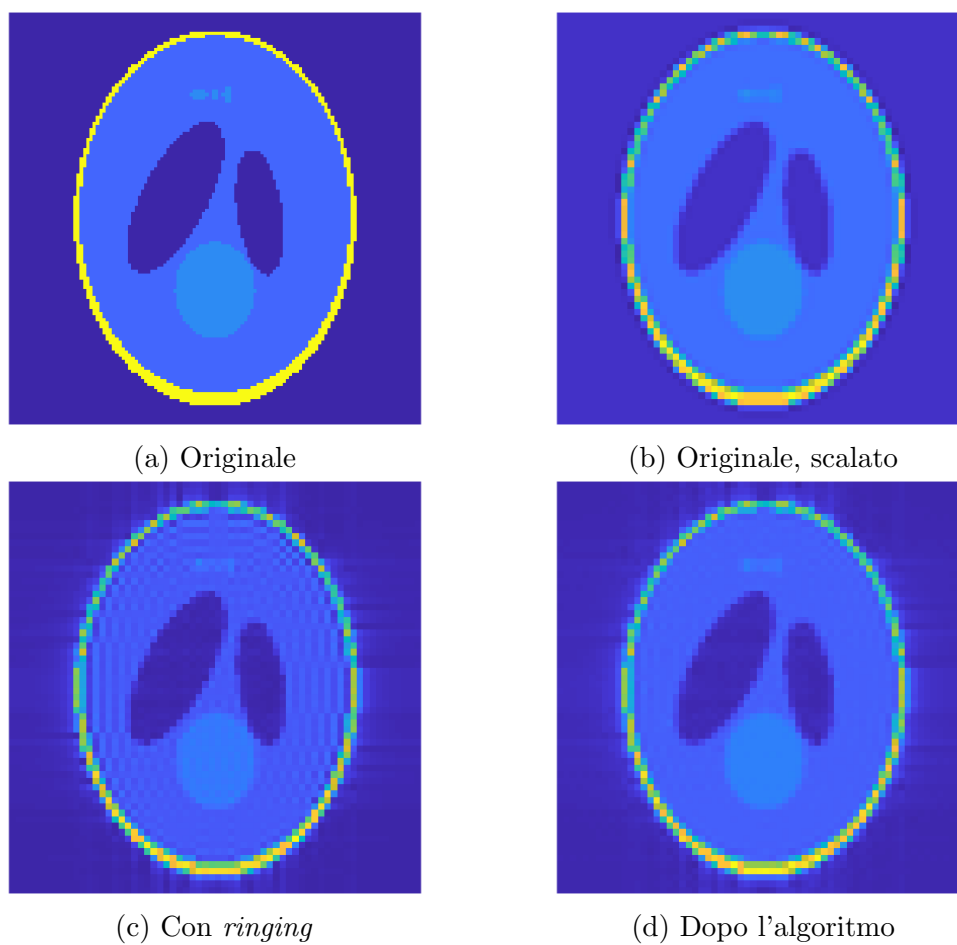 (a) Originale
(b) Originale, scalato
(c) Con ringing
(d) Dopo l'algoritmo